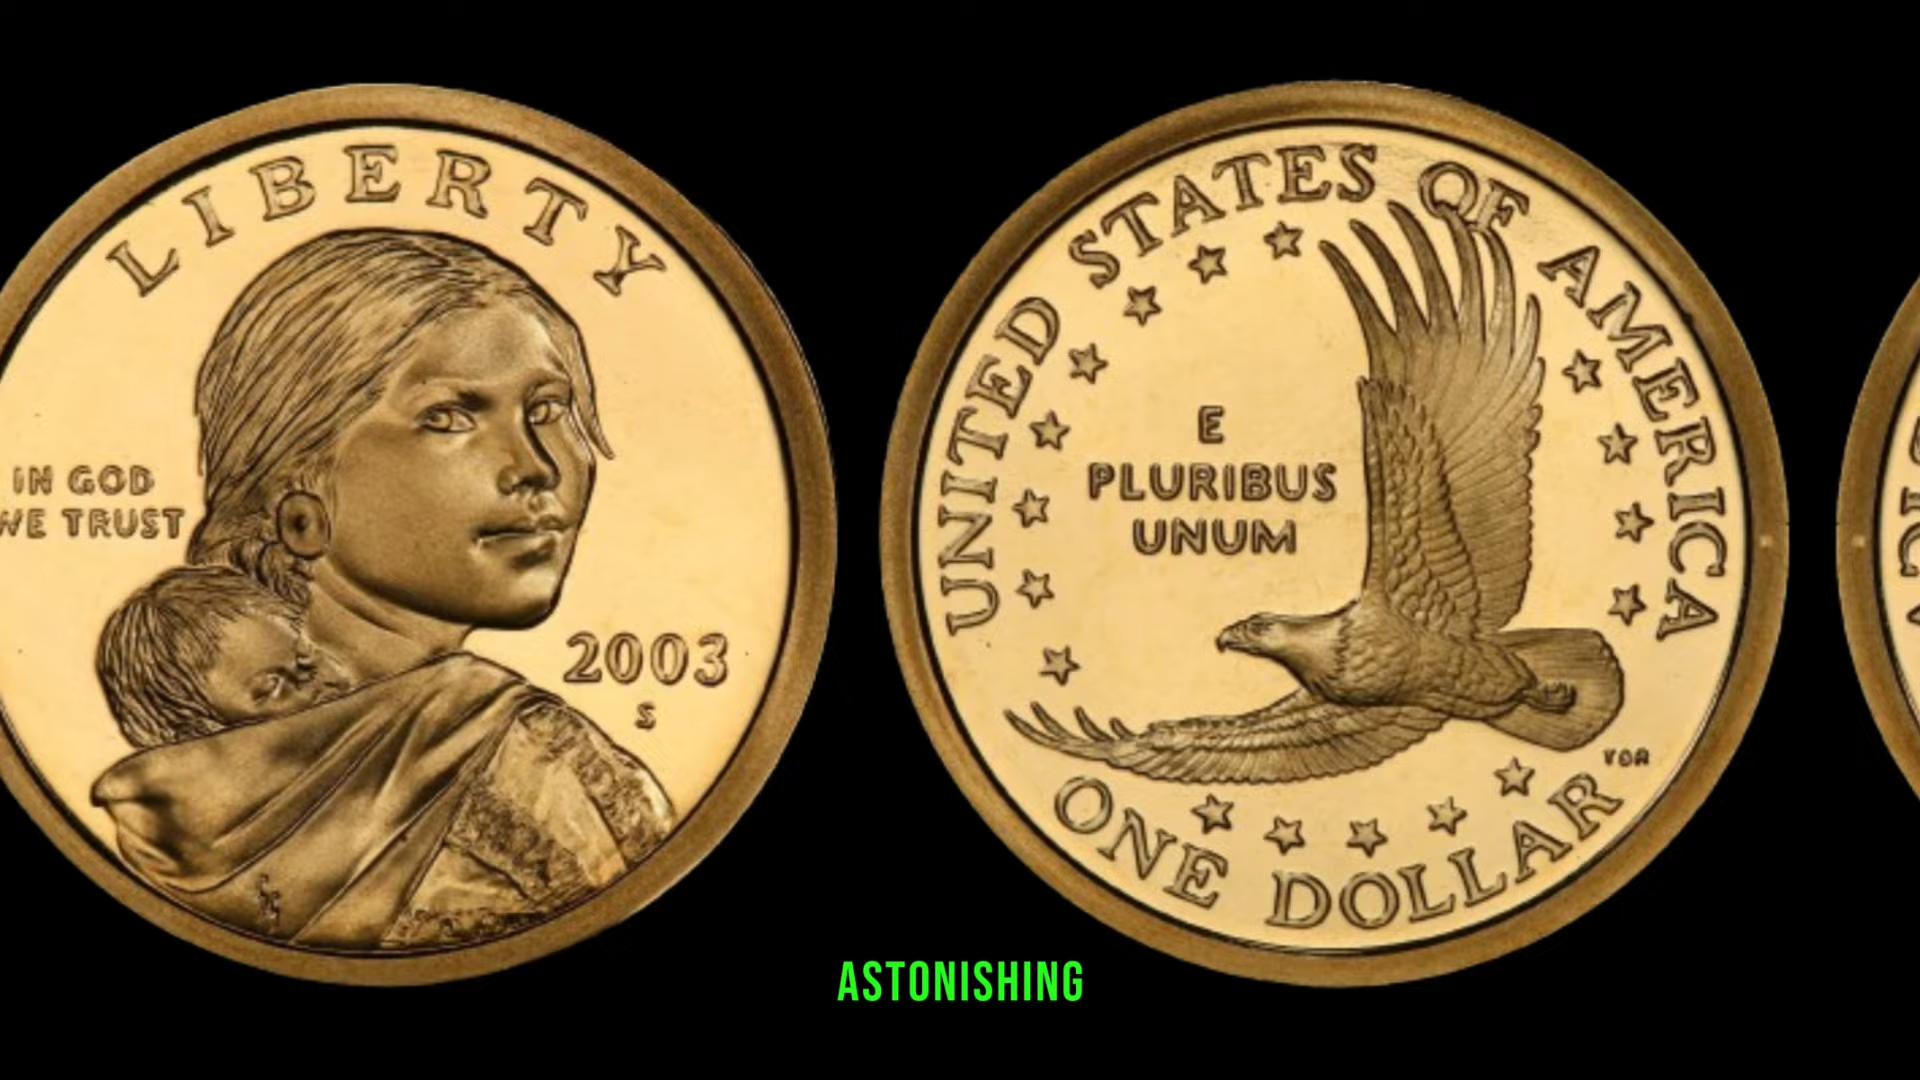 LIBERTY
IN GOD
WE TRUST
2003
S
UNITED STATES OF AMERICA
E
PLURIBUS
UNUM
TDR
ONE DOLLAR
ASTONISHING